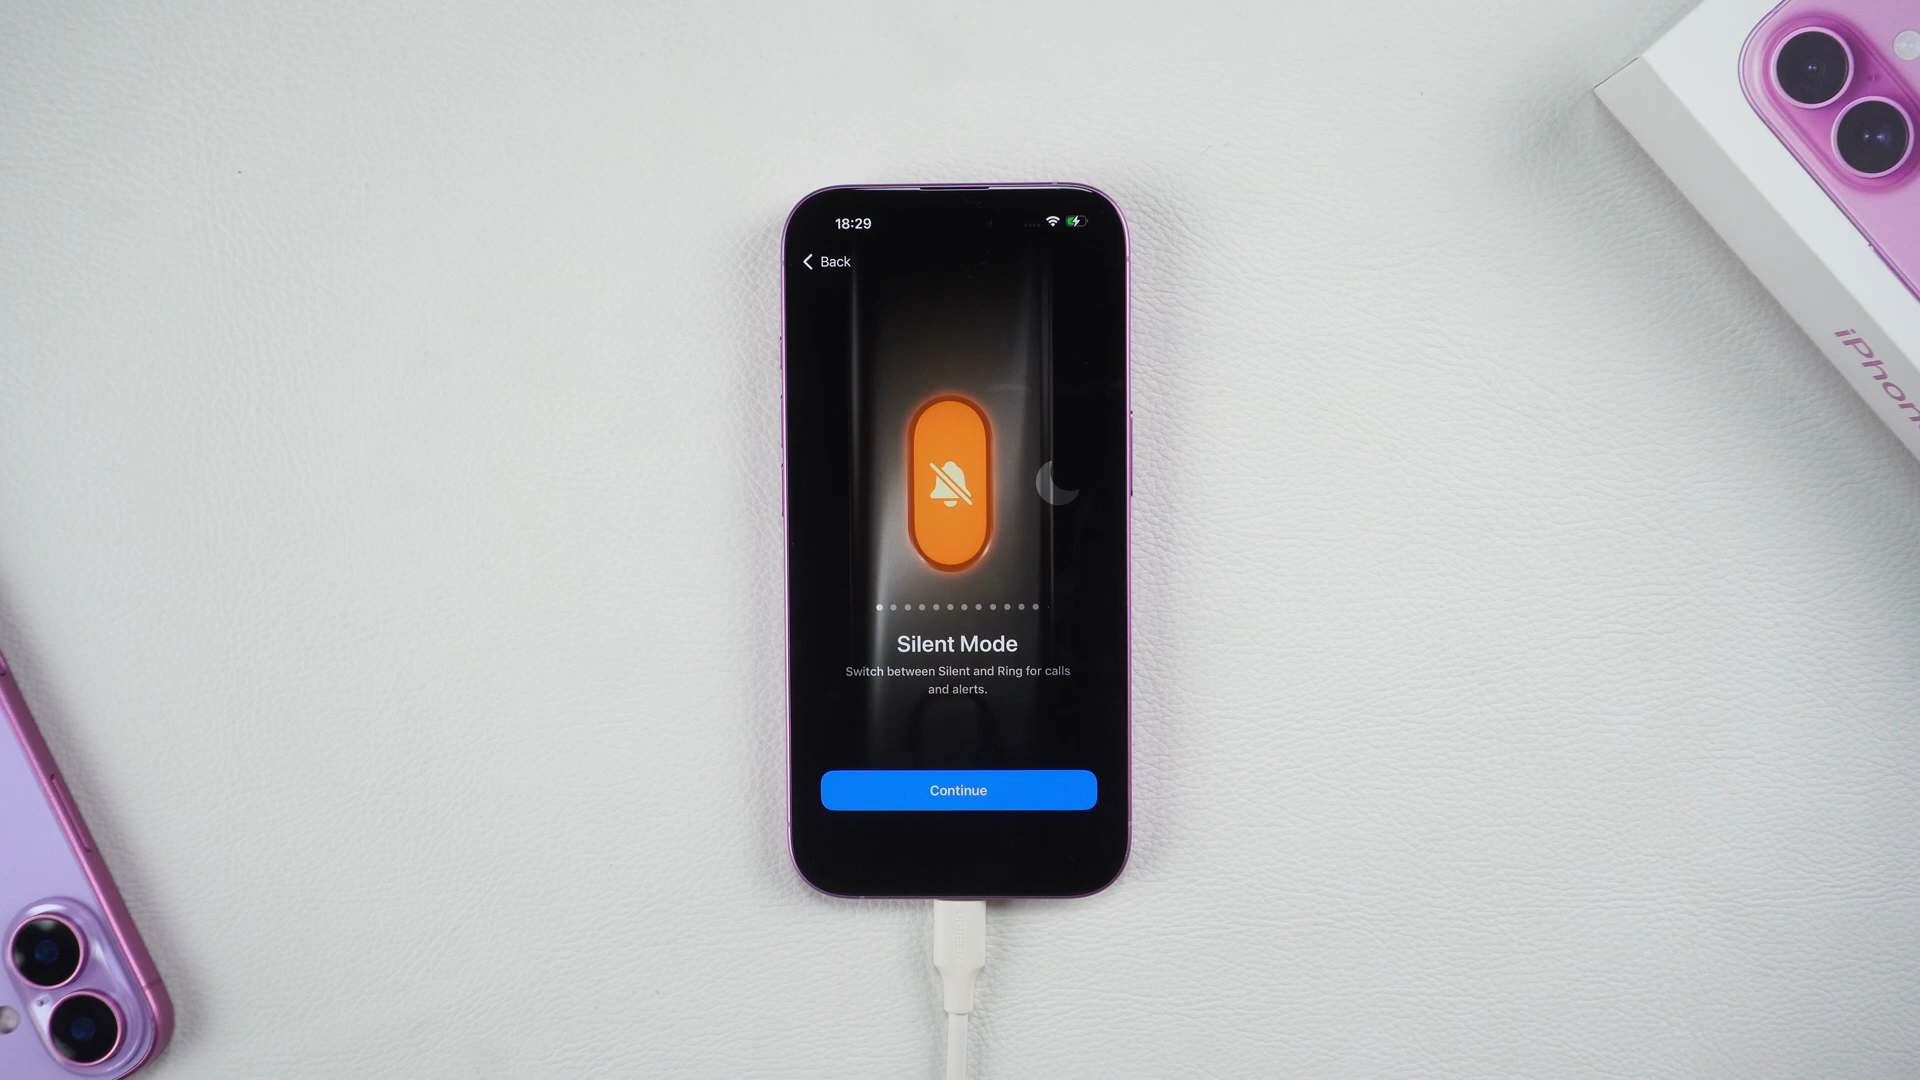 18:29
Back
Silent Mode
Switch between Silent and Ring for calls
and alerts.
Continue
iPhon